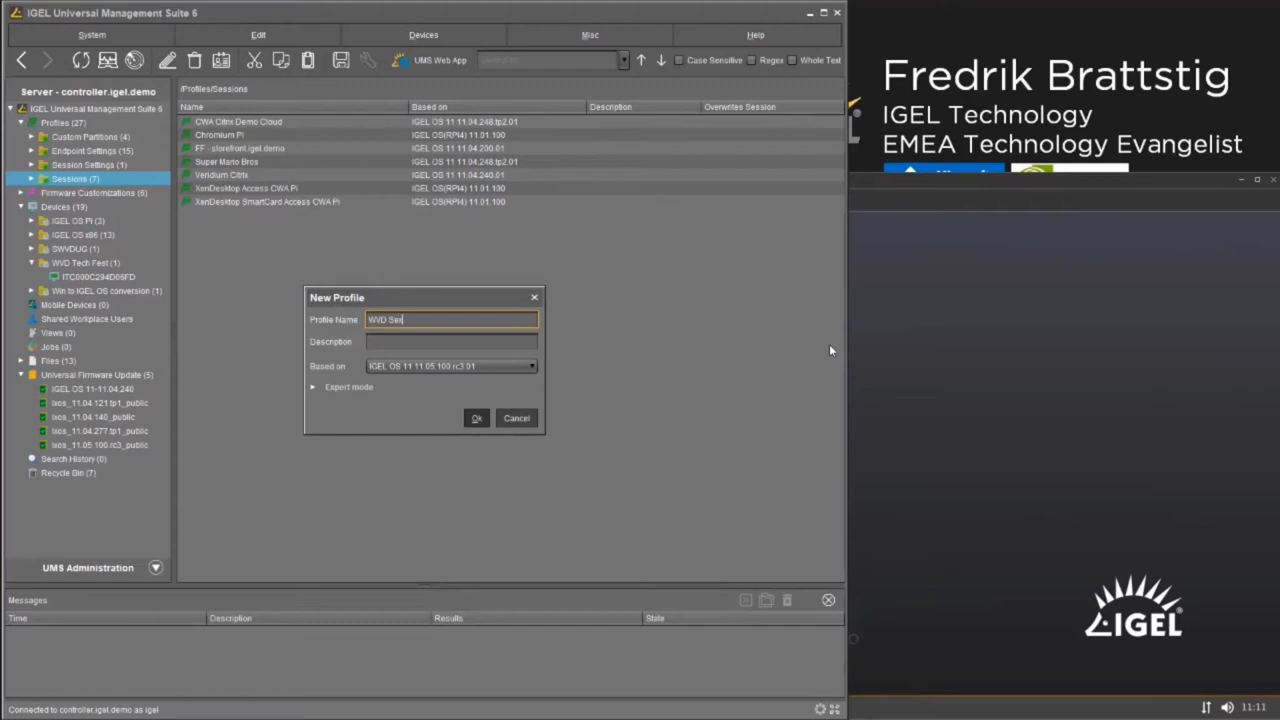 IGEL Universal Management Suite 6
System Edit Devices Misc Help
UMS Web App Case Sensitive Regex Whole Text
Server - controller.igel.demo
IGEL Universal Management Suite 6
Profiles (27)
Custom Partitions (4)
Endpoint Settings (15)
Session Settings (1)
Sessions (7)
Firmware Customizations (6)
Devices (19)
IGEL OS Pi (3)
IGEL OS x86 (13)
SWVDUG (1)
WVD Tech Fest (1)
ITC000C294D06FD
Win to IGEL OS conversion (1)
Mobile Devices (0)
Shared Workplace Users
Views (0)
Jobs (0)
Files (13)
Universal Firmware Update (5)
IGEL OS 11-11.04.240
lxos_11.04.121.tp1_public
lxos_11.04.140_public
lxos_11.04.277.tp1_public
lxos_11.05.100.rc3_public
Search History (0)
Recycle Bin (7)
UMS Administration
/Profiles/Sessions
Name Based on Description Overwrites Session
CWA Citrix Demo Cloud IGEL OS 11 11.04.248.tp2.01
Chromium Pi IGEL OS(RPI4) 11.01.100
FF - storefront.igel.demo IGEL OS 11 11.04.200.01
Super Mario Bros IGEL OS 11 11.04.248.tp2.01
Veridium Citrix IGEL OS 11 11.04.240.01
XenDesktop Access CWA Pi IGEL OS(RPI4) 11.01.100
XenDesktop SmartCard Access CWA Pi IGEL OS(RPI4) 11.01.100
New Profile
Profile Name WVD Ses
Description
Based on IGEL OS 11 11.05.100.rc3.01
Expert mode
Ok Cancel
Messages
Time Description Results State
Connected to controller.igel.demo as igel
Fredrik Brattstig
IGEL Technology
EMEA Technology Evangelist
IGEL
11:11